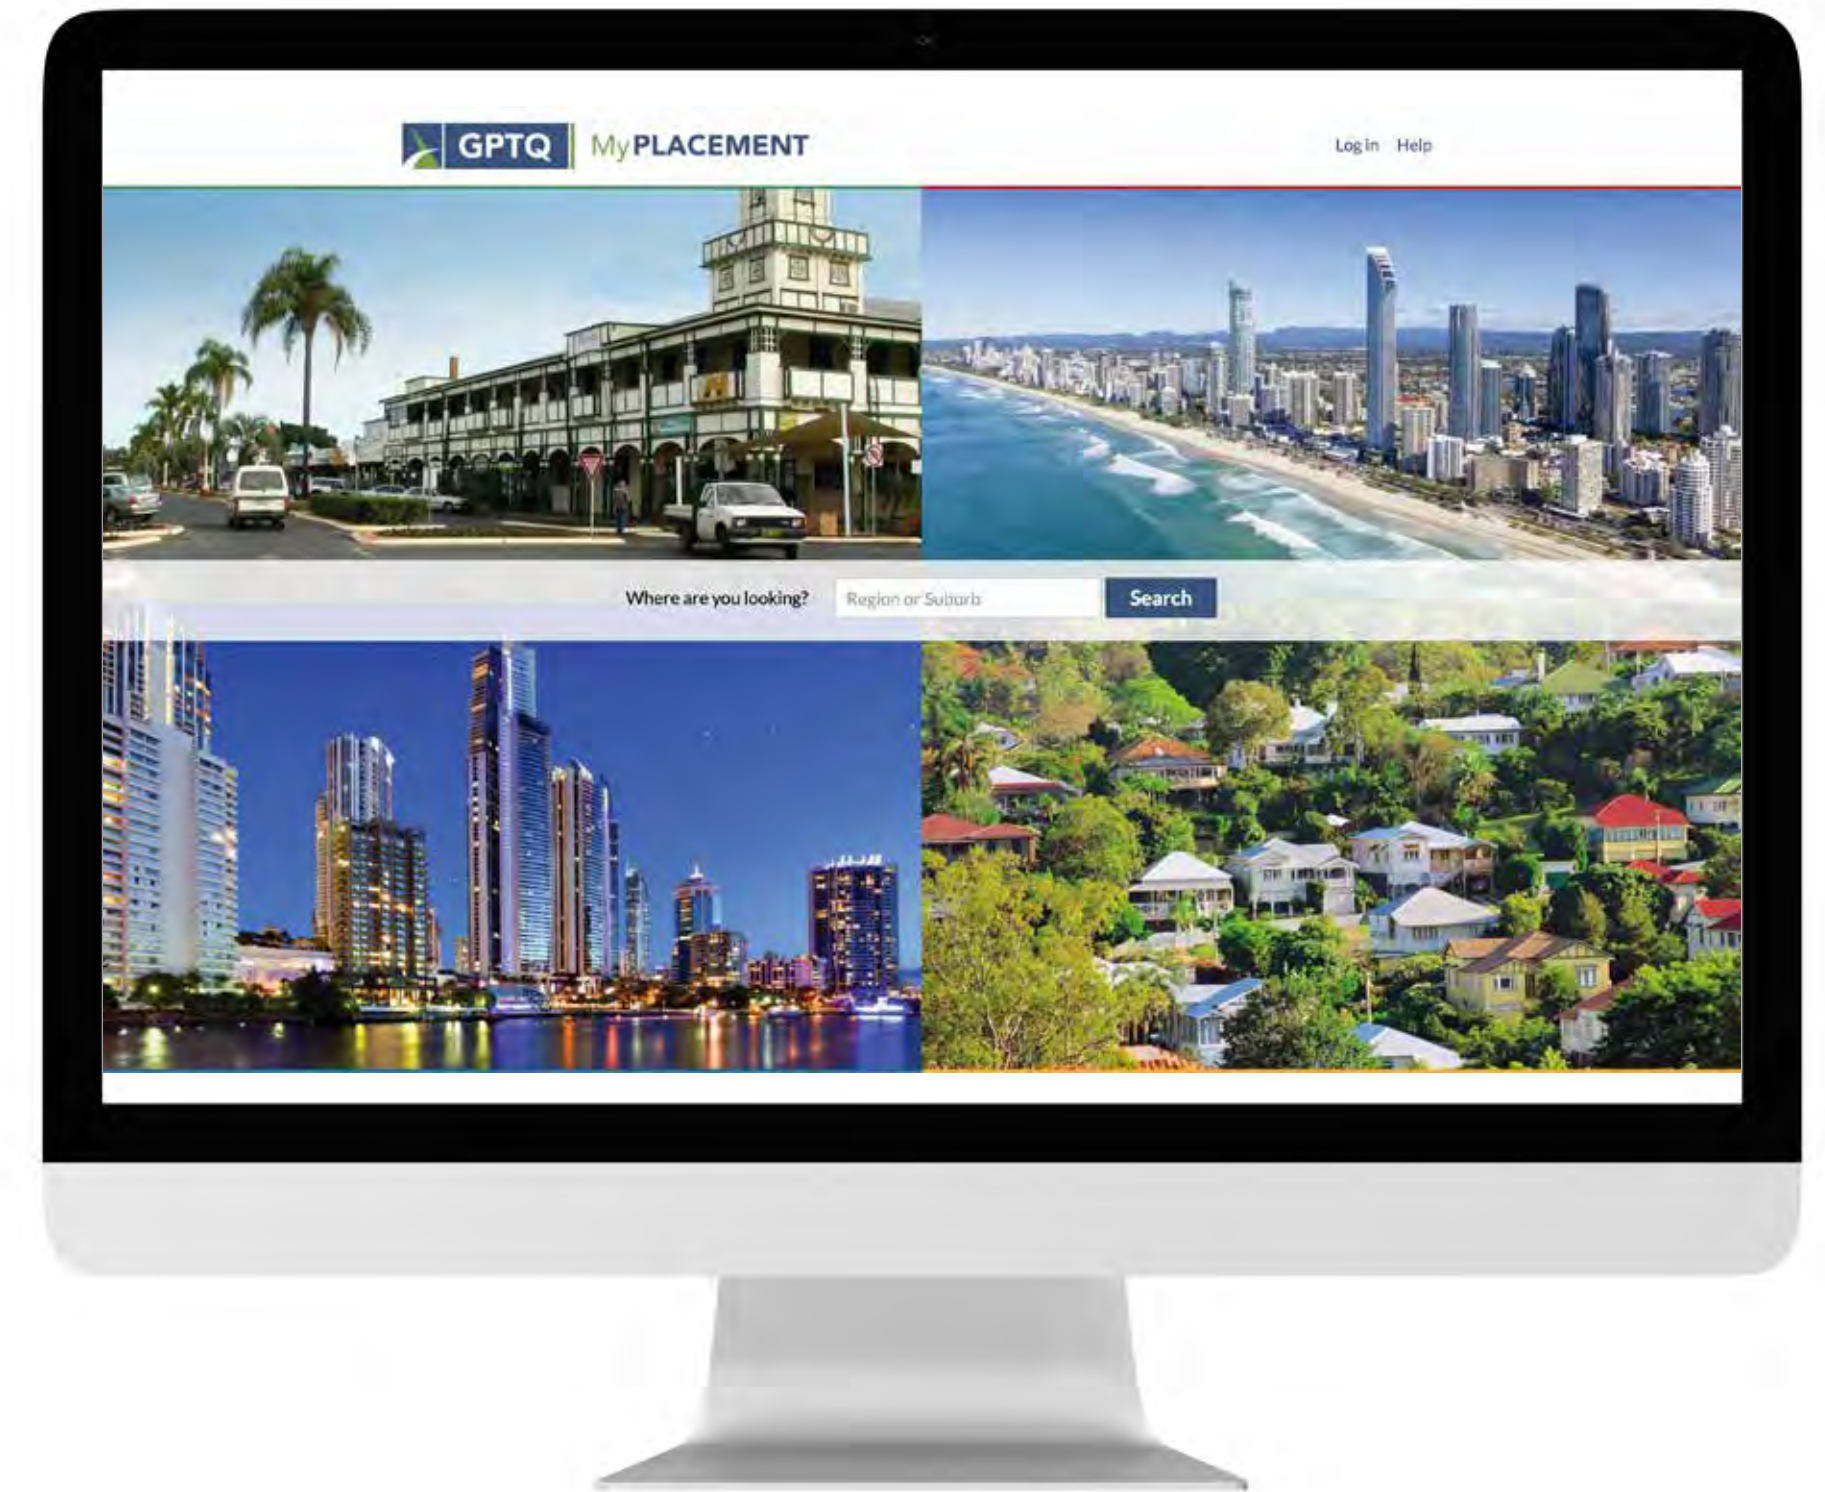 GPTQ MyPLACEMENT
Log in Help
Where are you looking? Region or Suburb Search